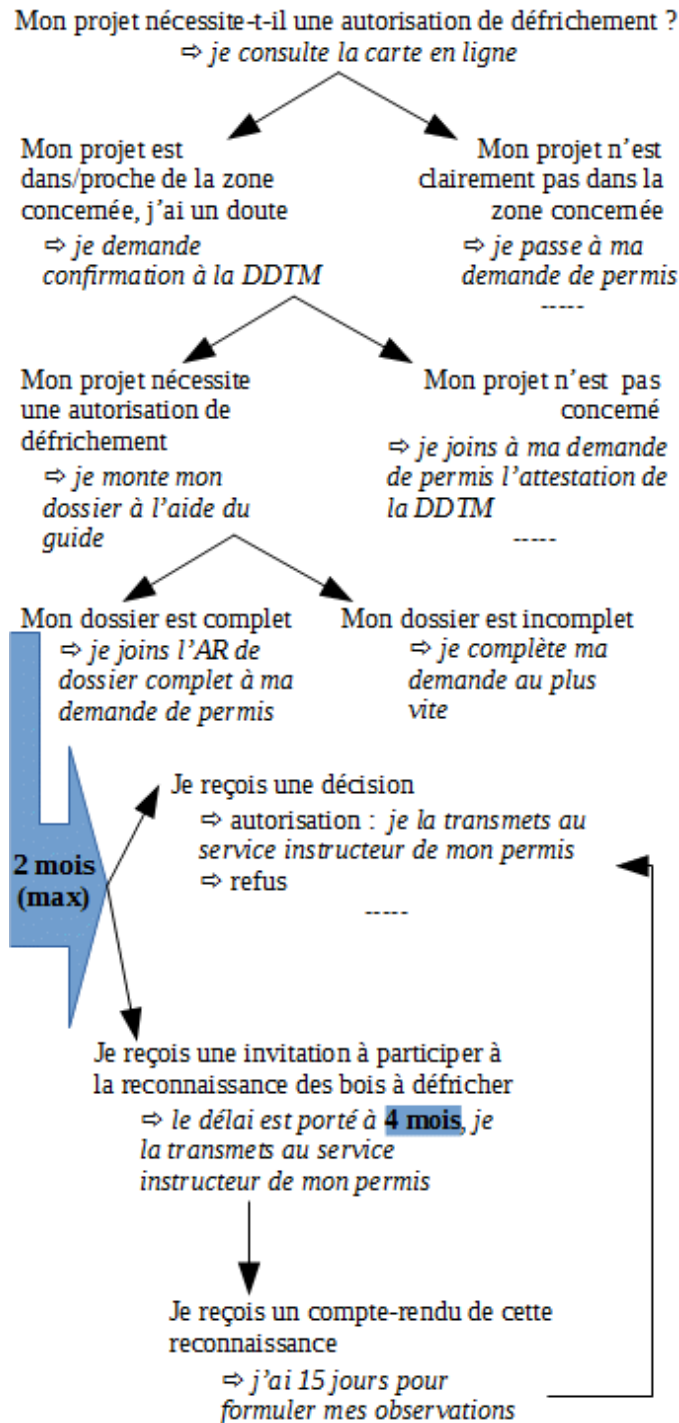 Mon projet nécessite-t-il une autorisation de défrichement ?
⇨ je consulte la carte en ligne
Mon projet est
dans/proche de la zone
concernée, j’ai un doute
⇨ je demande
confirmation à la DDTM
Mon projet n’est
clairement pas dans la
zone concernée
⇨ je passe à ma
demande de permis
-----
Mon projet nécessite
une autorisation de
défrichement
⇨ je monte mon
dossier à l’aide du
guide
Mon projet n’est pas
concerné
⇨ je joins à ma demande
de permis l’attestation de
la DDTM
-----
Mon dossier est complet
⇨ je joins l’AR de
dossier complet à ma
demande de permis
Mon dossier est incomplet
⇨ je complète ma
demande au plus
vite
2 mois
(max)
Je reçois une décision
⇨ autorisation : je la transmets au
service instructeur de mon permis
⇨ refus
-----
Je reçois une invitation à participer à
la reconnaissance des bois à défricher
⇨ le délai est porté à 4 mois, je
la transmets au service
instructeur de mon permis
Je reçois un compte-rendu de cette
reconnaissance
⇨ j’ai 15 jours pour
formuler mes observations